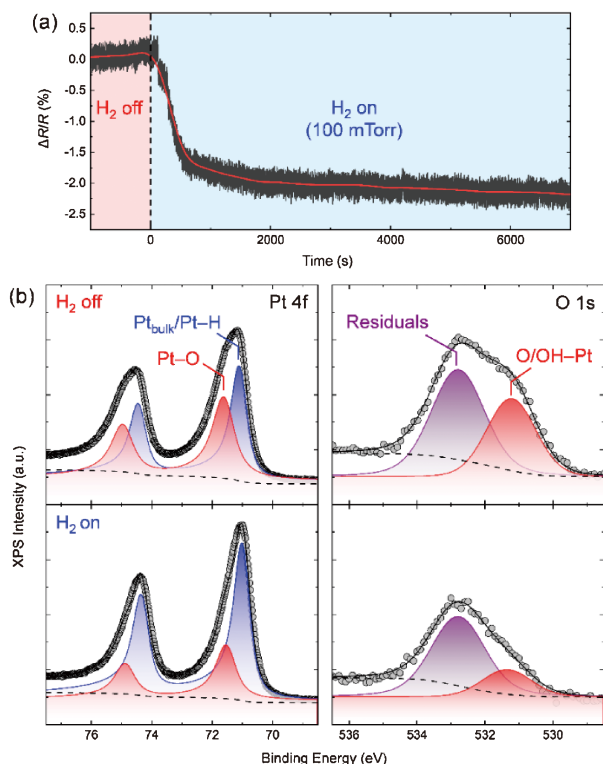 (a)
0.5
0.0
-0.5
-1.0
-1.5
-2.0
-2.5
ΔR/R (%)
H₂ off
H₂ on
(100 mTorr)
0 2000 4000 6000
Time (s)
(b)
H₂ off
Pt 4f
Pt_bulk/Pt–H
Pt–O
O 1s
Residuals
O/OH–Pt
H₂ on
XPS Intensity (a.u.)
76 74 72 70
536 534 532 530
Binding Energy (eV)